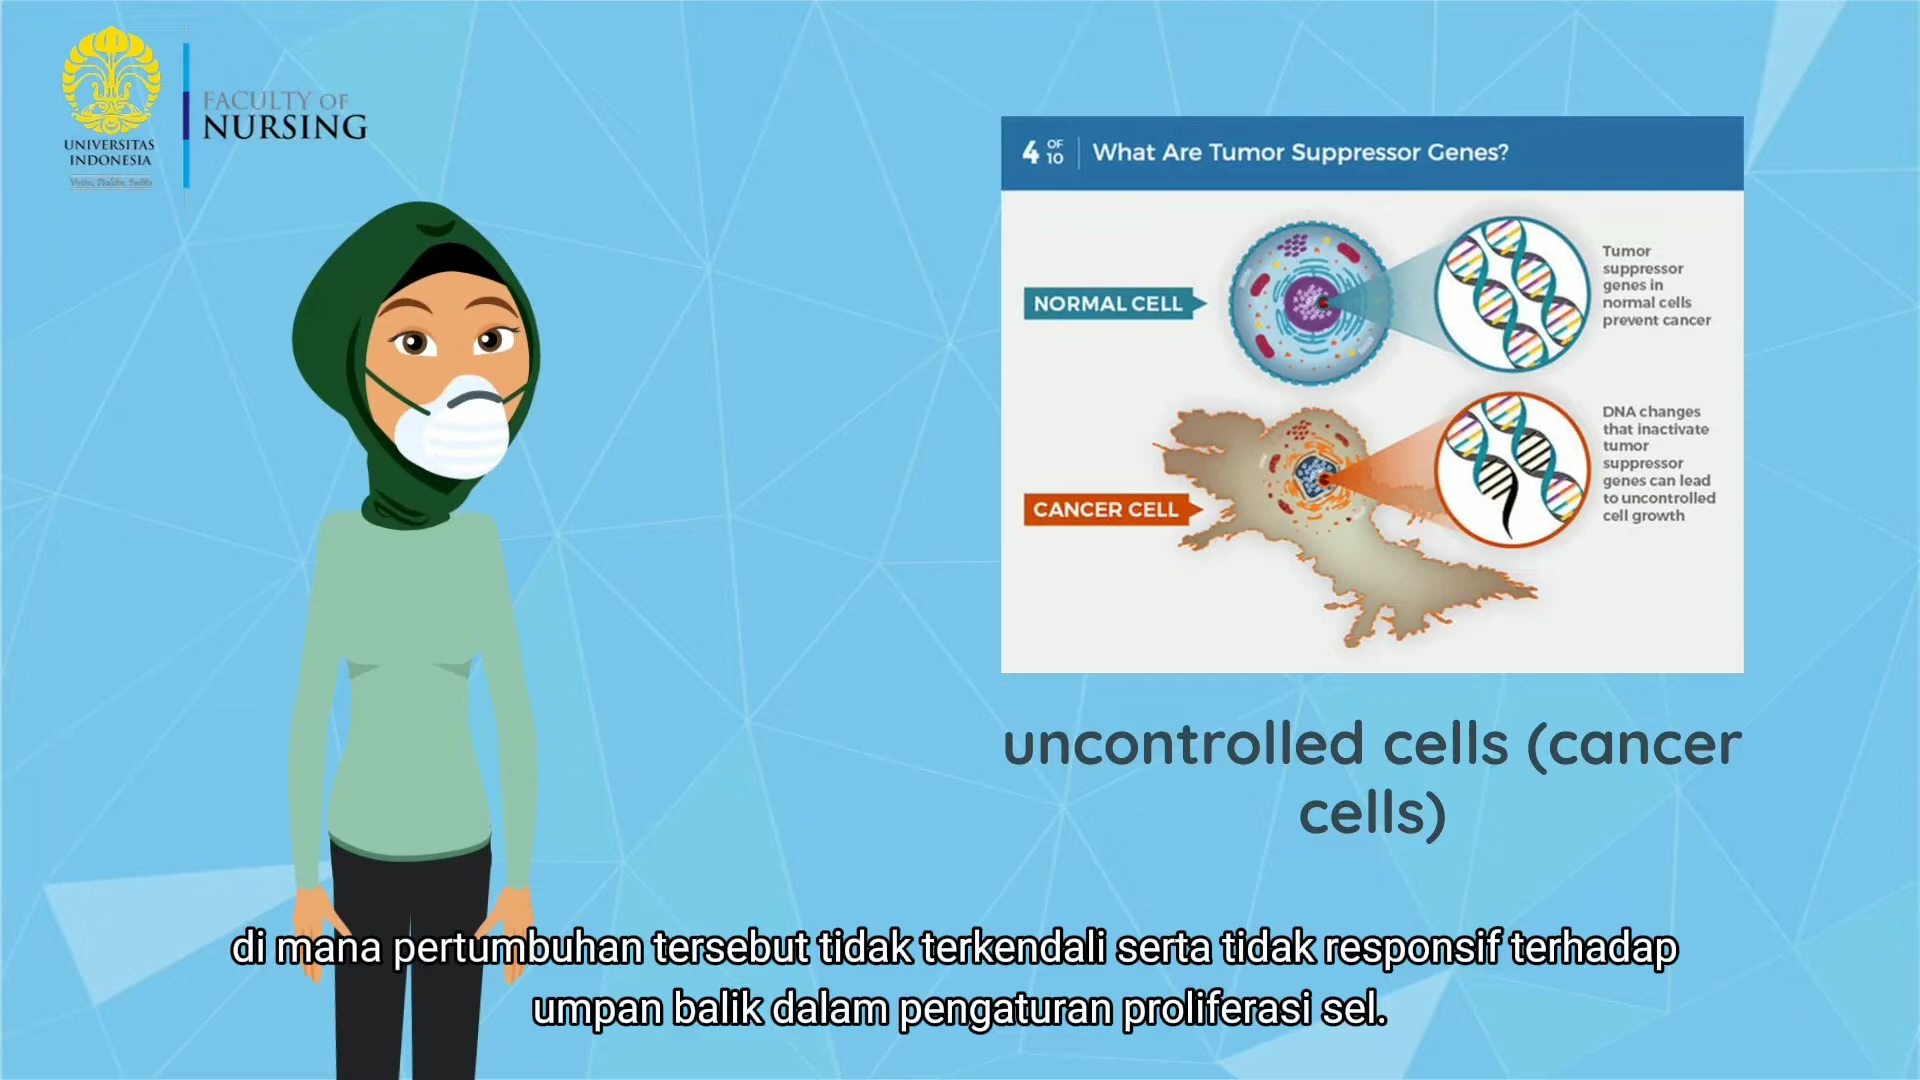 UNIVERSITAS
INDONESIA
FACULTY OF
NURSING
4 OF 10 What Are Tumor Suppressor Genes?
NORMAL CELL
Tumor
suppressor
genes in
normal cells
prevent cancer
CANCER CELL
DNA changes
that inactivate
tumor
suppressor
genes can lead
to uncontrolled
cell growth
uncontrolled cells (cancer
cells)
di mana pertumbuhan tersebut tidak terkendali serta tidak responsif terhadap
umpan balik dalam pengaturan proliferasi sel.